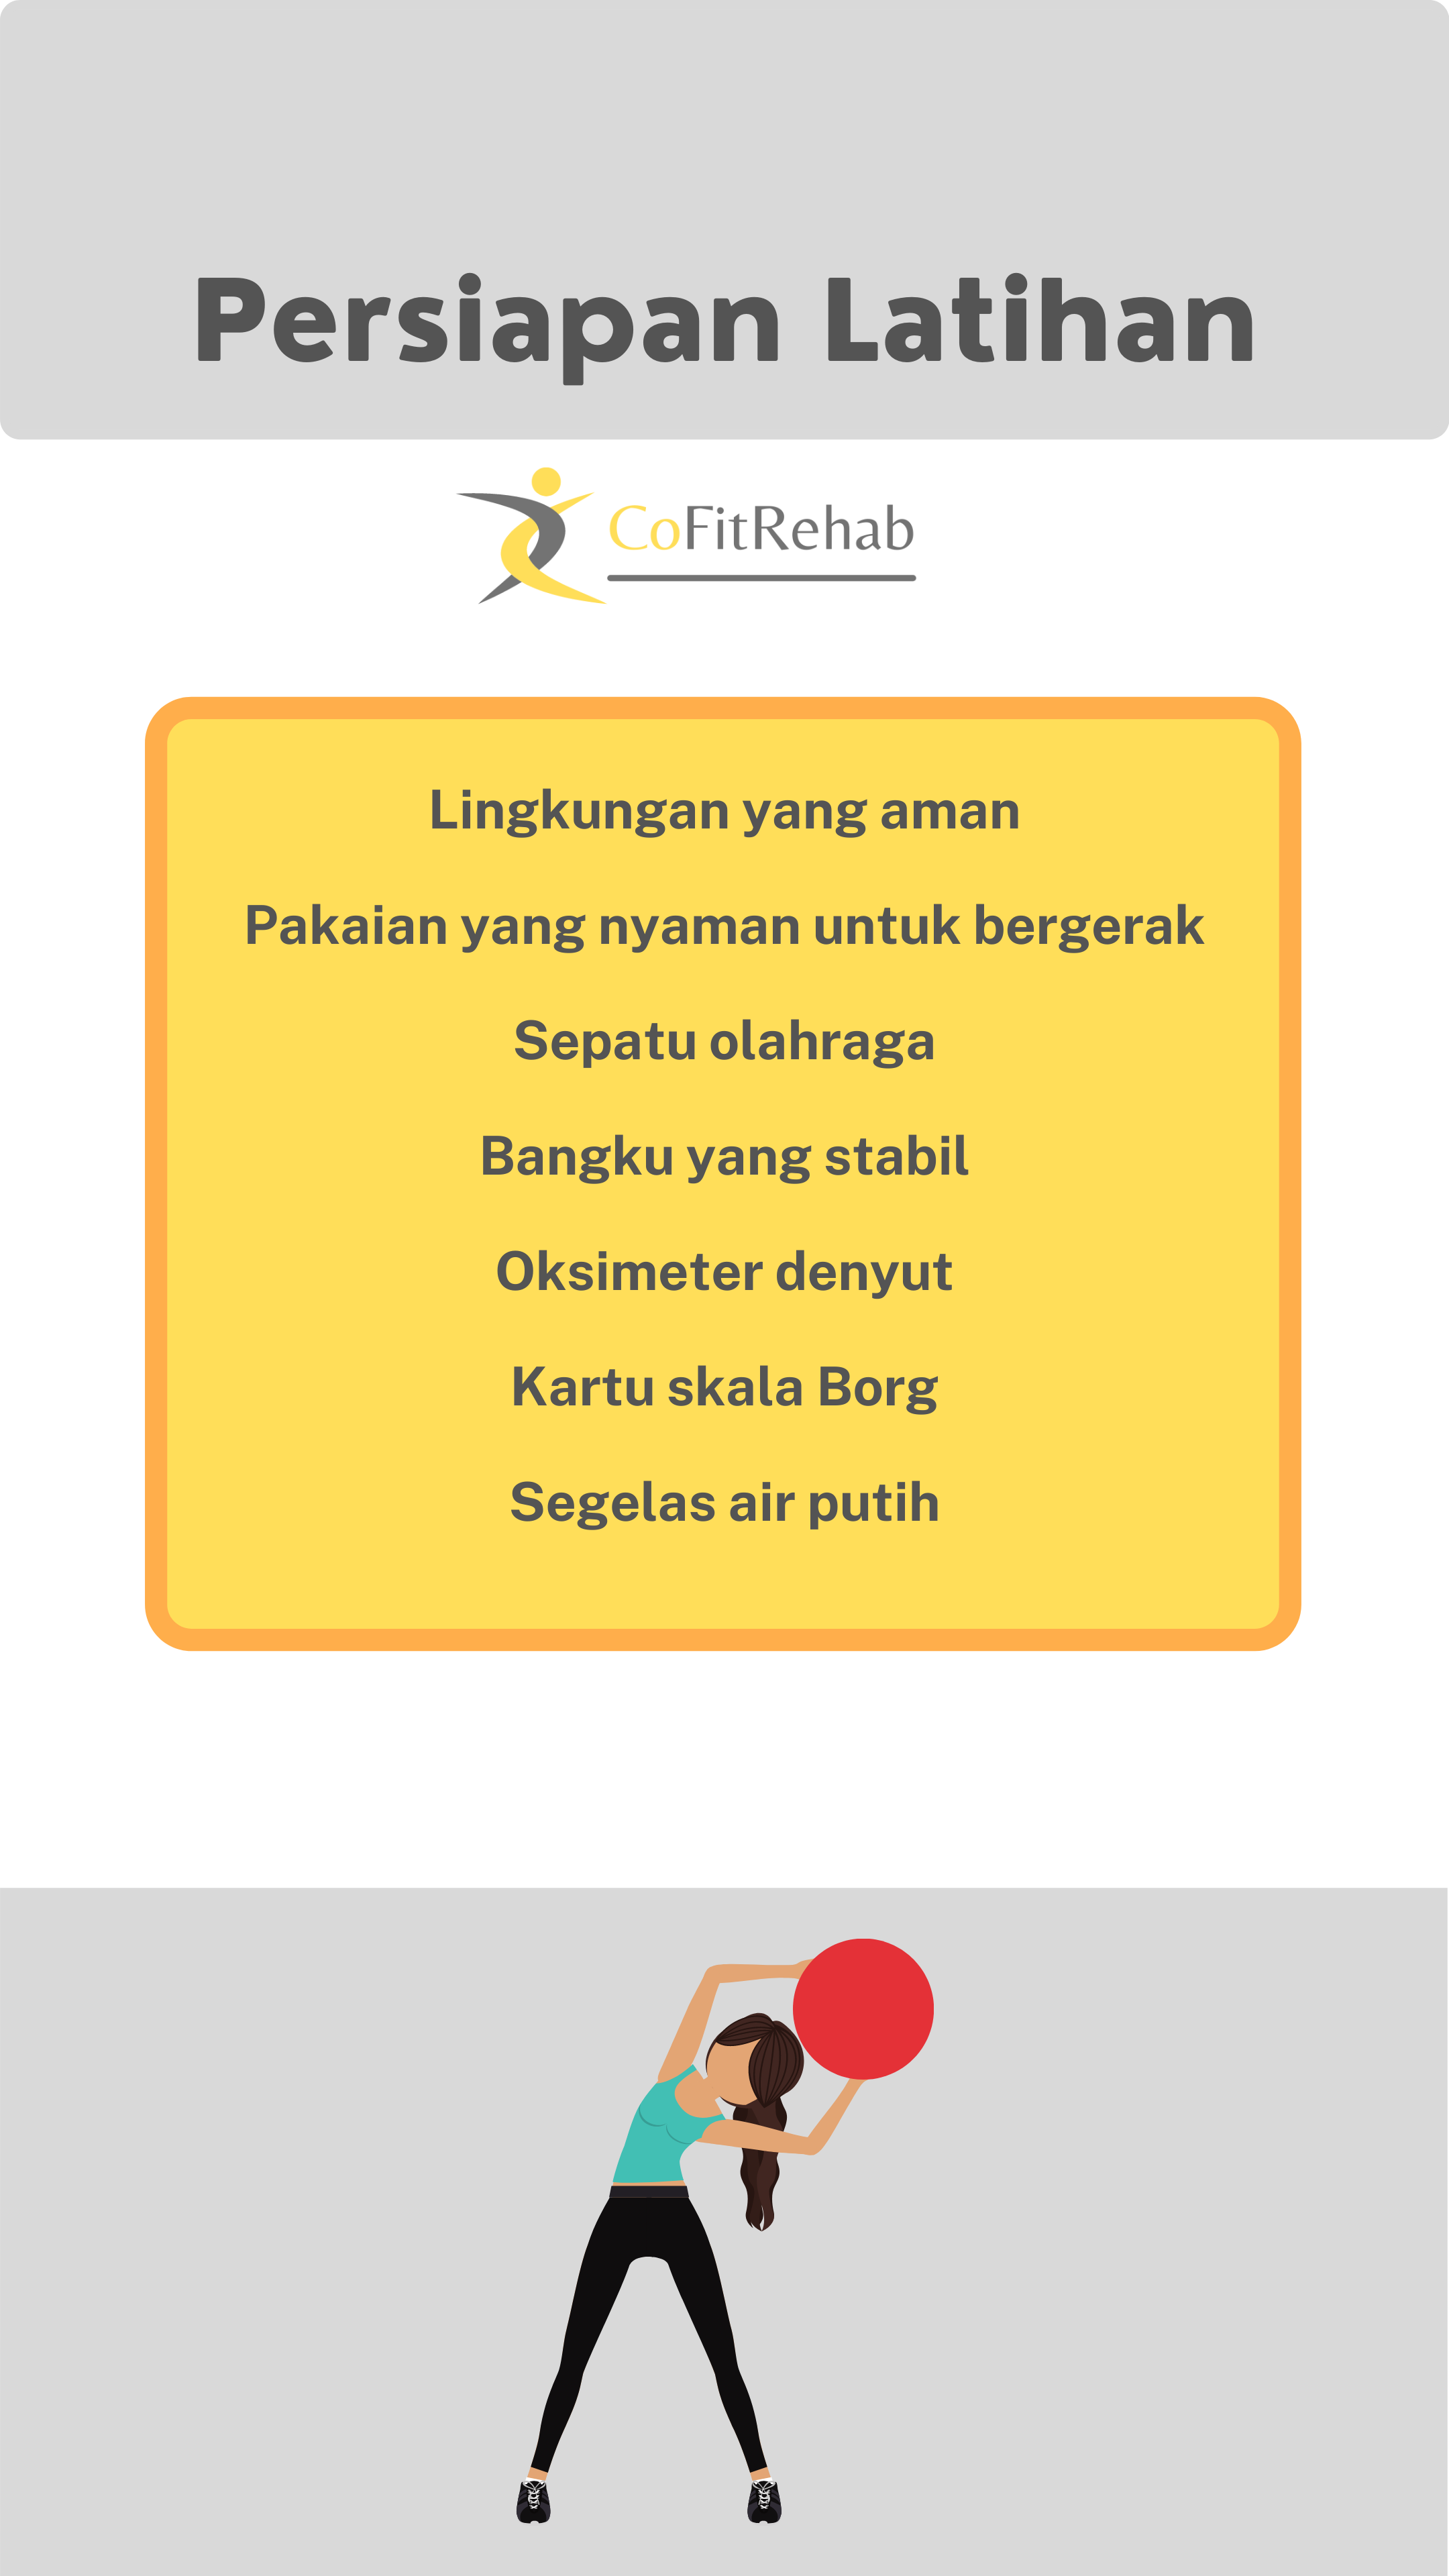 Persiapan Latihan
CoFitRehab
Lingkungan yang aman
Pakaian yang nyaman untuk bergerak
Sepatu olahraga
Bangku yang stabil
Oksimeter denyut
Kartu skala Borg
Segelas air putih